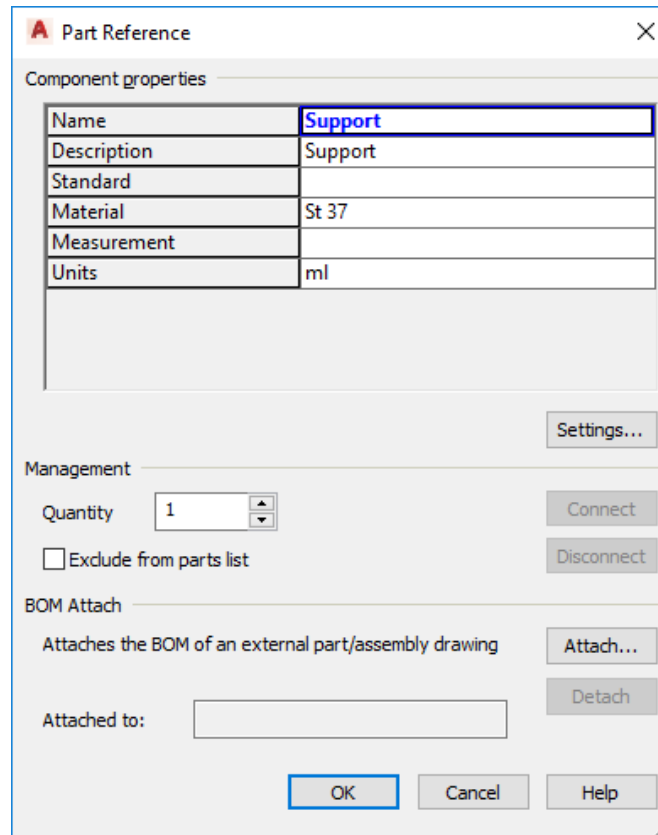 A Part Reference
Component properties
Name Support
Description Support
Standard
Material St 37
Measurement
Units ml
Settings...
Management
Quantity 1 Connect
Exclude from parts list Disconnect
BOM Attach
Attaches the BOM of an external part/assembly drawing Attach...
Detach
Attached to:
OK Cancel Help